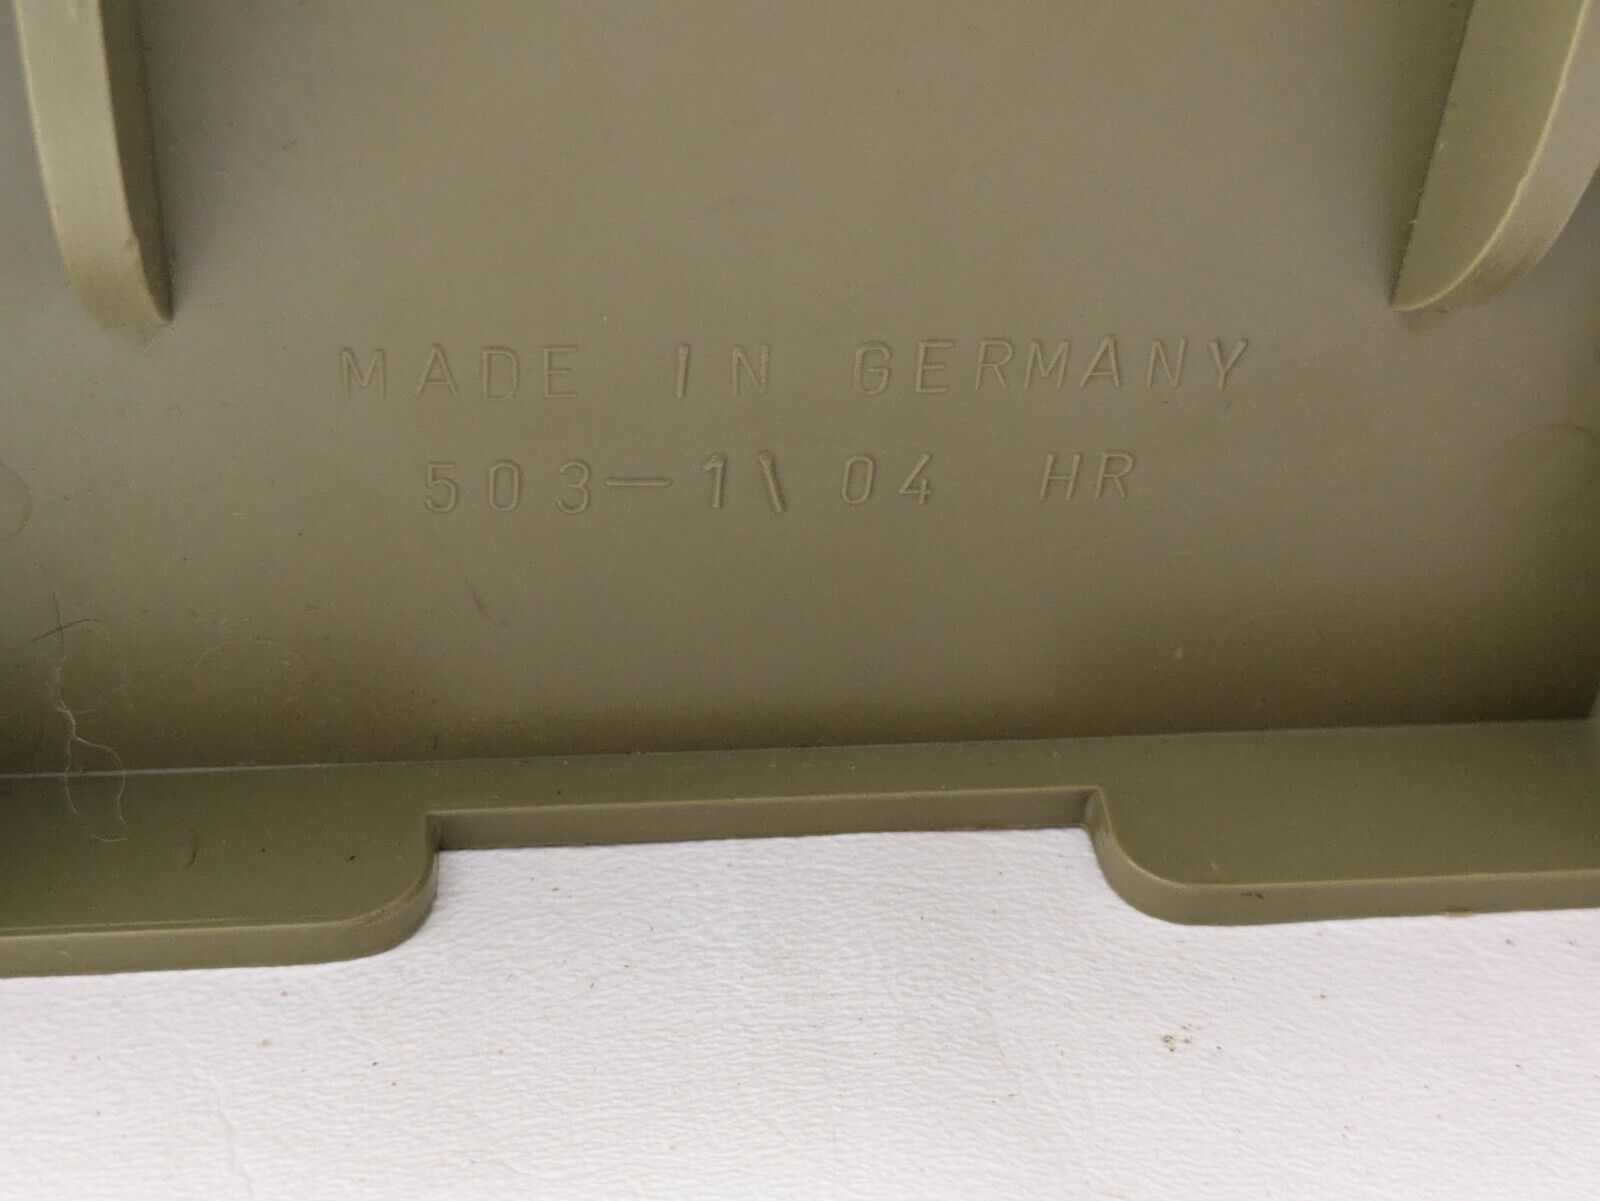 MADE IN GERMANY
503-1\04 HR